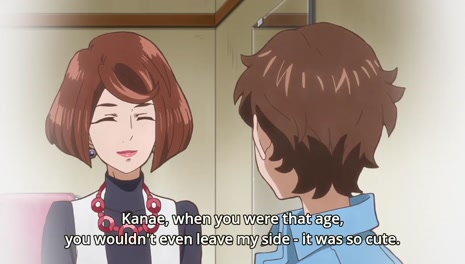 Kanae, when you were that age,
you wouldn't even leave my side - it was so cute.